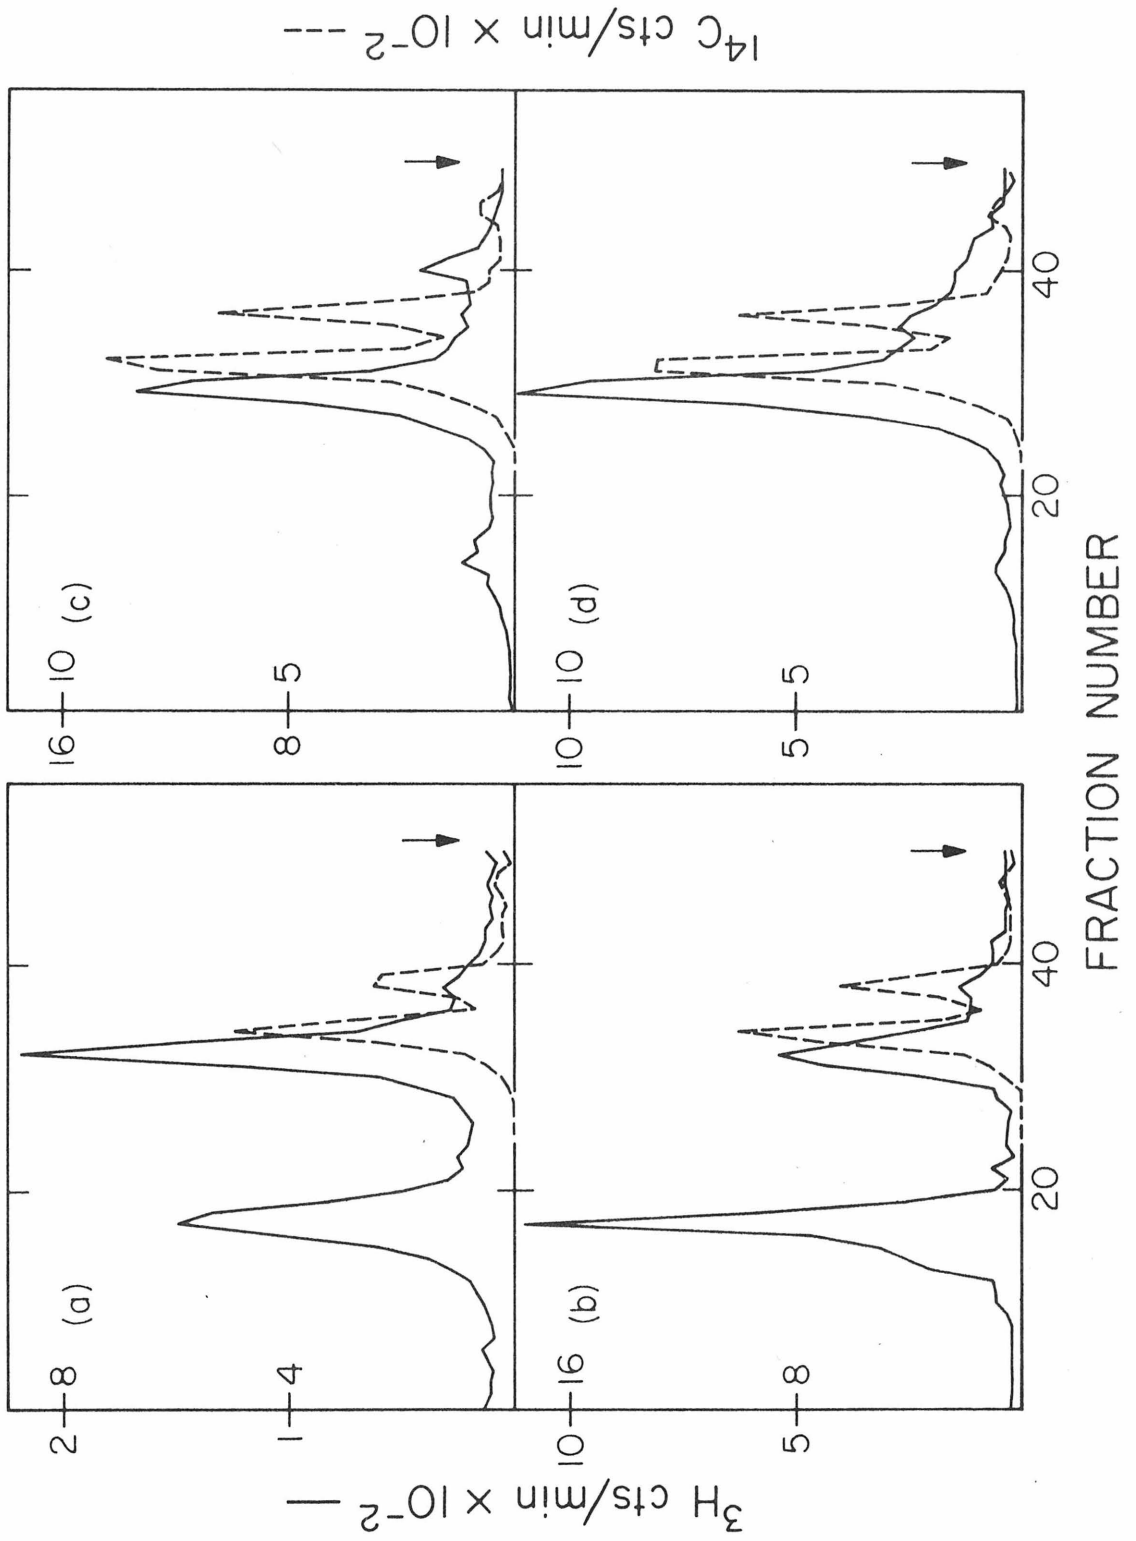 ³H cts/min × 10⁻² —
2 8 (a)
1 4
10 16 (b)
5 8
20 40
16 10 (c)
8 5
10 10 (d)
5 5
20 40
FRACTION NUMBER
¹⁴C cts/min × 10⁻² ---